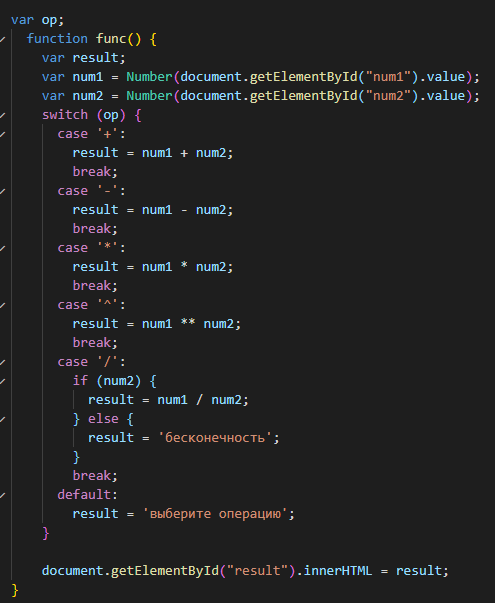 var op;
function func() {
var result;
var num1 = Number(document.getElementById("num1").value);
var num2 = Number(document.getElementById("num2").value);
switch (op) {
case '+':
result = num1 + num2;
break;
case '-':
result = num1 - num2;
break;
case '*':
result = num1 * num2;
break;
case '^':
result = num1 ** num2;
break;
case '/':
if (num2) {
result = num1 / num2;
} else {
result = 'бесконечность';
}
break;
default:
result = 'выберите операцию';
}
document.getElementById("result").innerHTML = result;
}